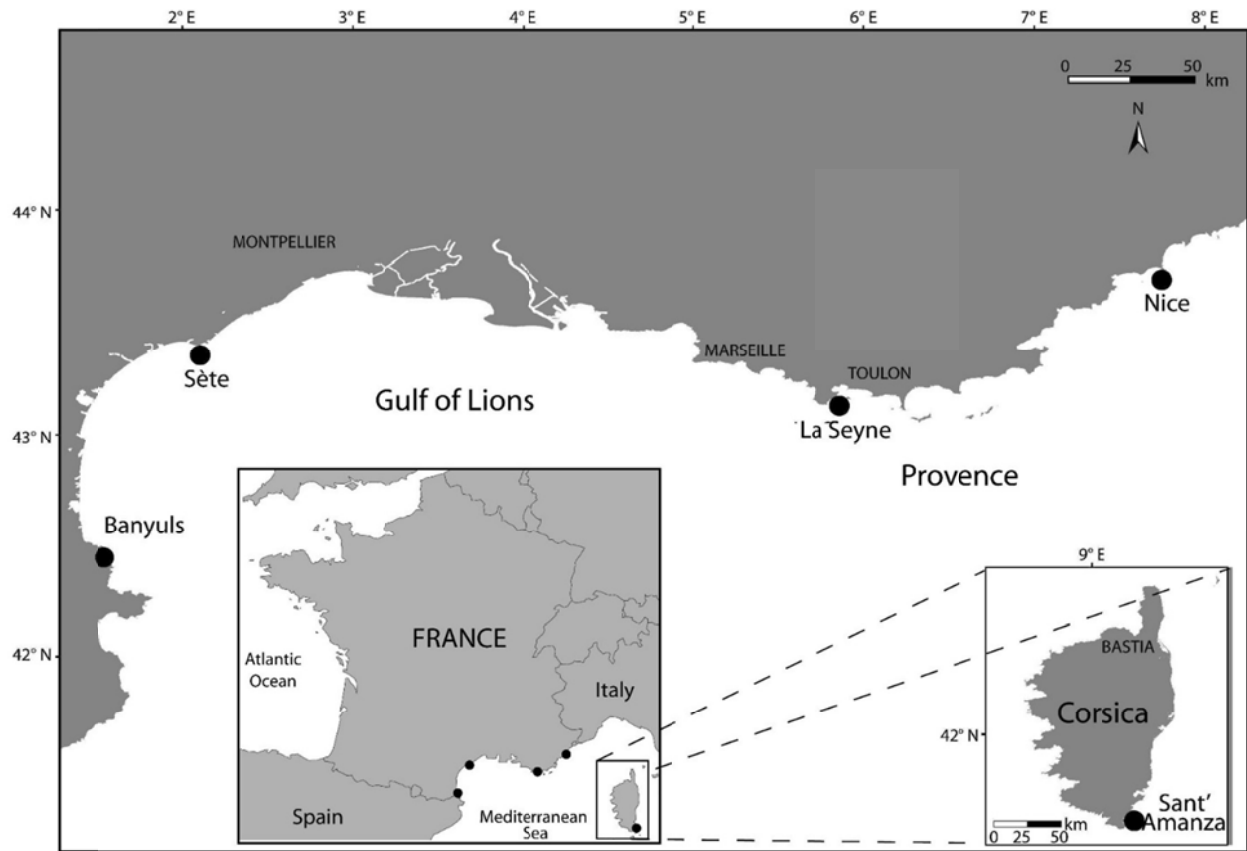 2° E 3° E 4° E 5° E 6° E 7° E 8° E
0 25 50
km
N
44° N
MONTPELLIER
Nice
MARSEILLE
TOULON
Sète
Gulf of Lions
La Seyne
43° N
Provence
Banyuls
9° E
FRANCE
42° N
Atlantic
Ocean
Italy
BASTIA
Corsica
42° N
Spain
Mediterranean
Sea
Sant'
Amanza
0 25 50
km